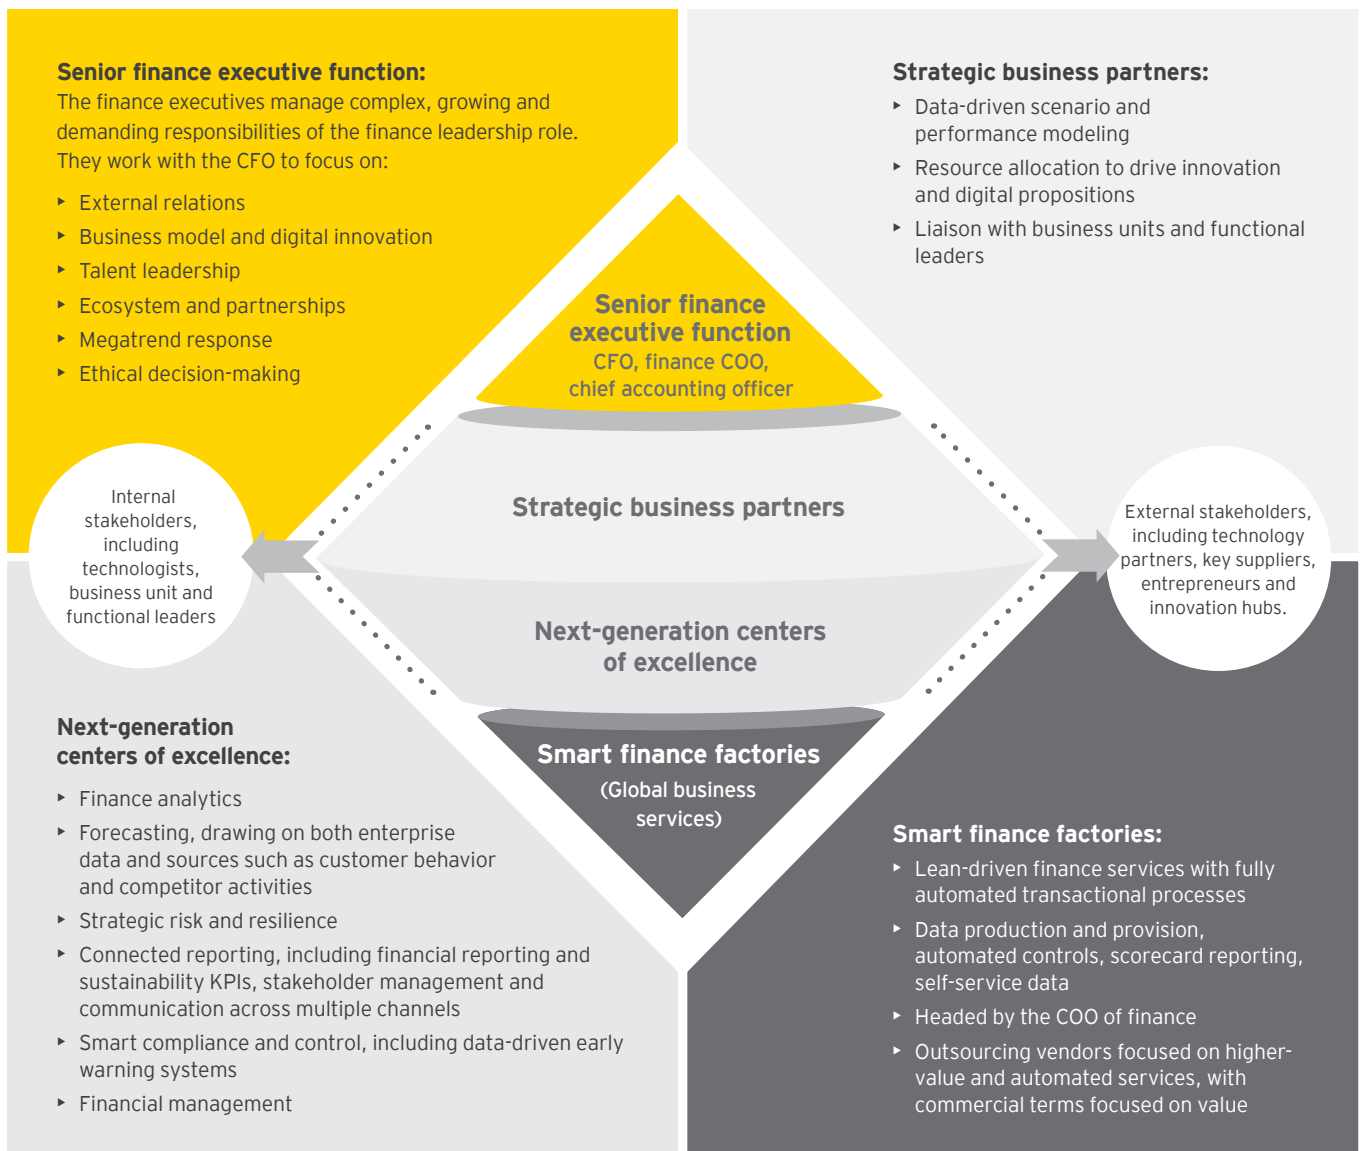 Senior finance executive function:
The finance executives manage complex, growing and
demanding responsibilities of the finance leadership role.
They work with the CFO to focus on:
‣ External relations
‣ Business model and digital innovation
‣ Talent leadership
‣ Ecosystem and partnerships
‣ Megatrend response
‣ Ethical decision-making
Strategic business partners:
‣ Data-driven scenario and
performance modeling
‣ Resource allocation to drive innovation
and digital propositions
‣ Liaison with business units and functional
leaders
Senior finance
executive function
CFO, finance COO,
chief accounting officer
Strategic business partners
Next-generation centers
of excellence
Smart finance factories
(Global business
services)
Internal
stakeholders,
including
technologists,
business unit and
functional leaders
External stakeholders,
including technology
partners, key suppliers,
entrepreneurs and
innovation hubs.
Next-generation
centers of excellence:
‣ Finance analytics
‣ Forecasting, drawing on both enterprise
data and sources such as customer behavior
and competitor activities
‣ Strategic risk and resilience
‣ Connected reporting, including financial reporting and
sustainability KPIs, stakeholder management and
communication across multiple channels
‣ Smart compliance and control, including data-driven early
warning systems
‣ Financial management
Smart finance factories:
‣ Lean-driven finance services with fully
automated transactional processes
‣ Data production and provision,
automated controls, scorecard reporting,
self-service data
‣ Headed by the COO of finance
‣ Outsourcing vendors focused on higher-
value and automated services, with
commercial terms focused on value